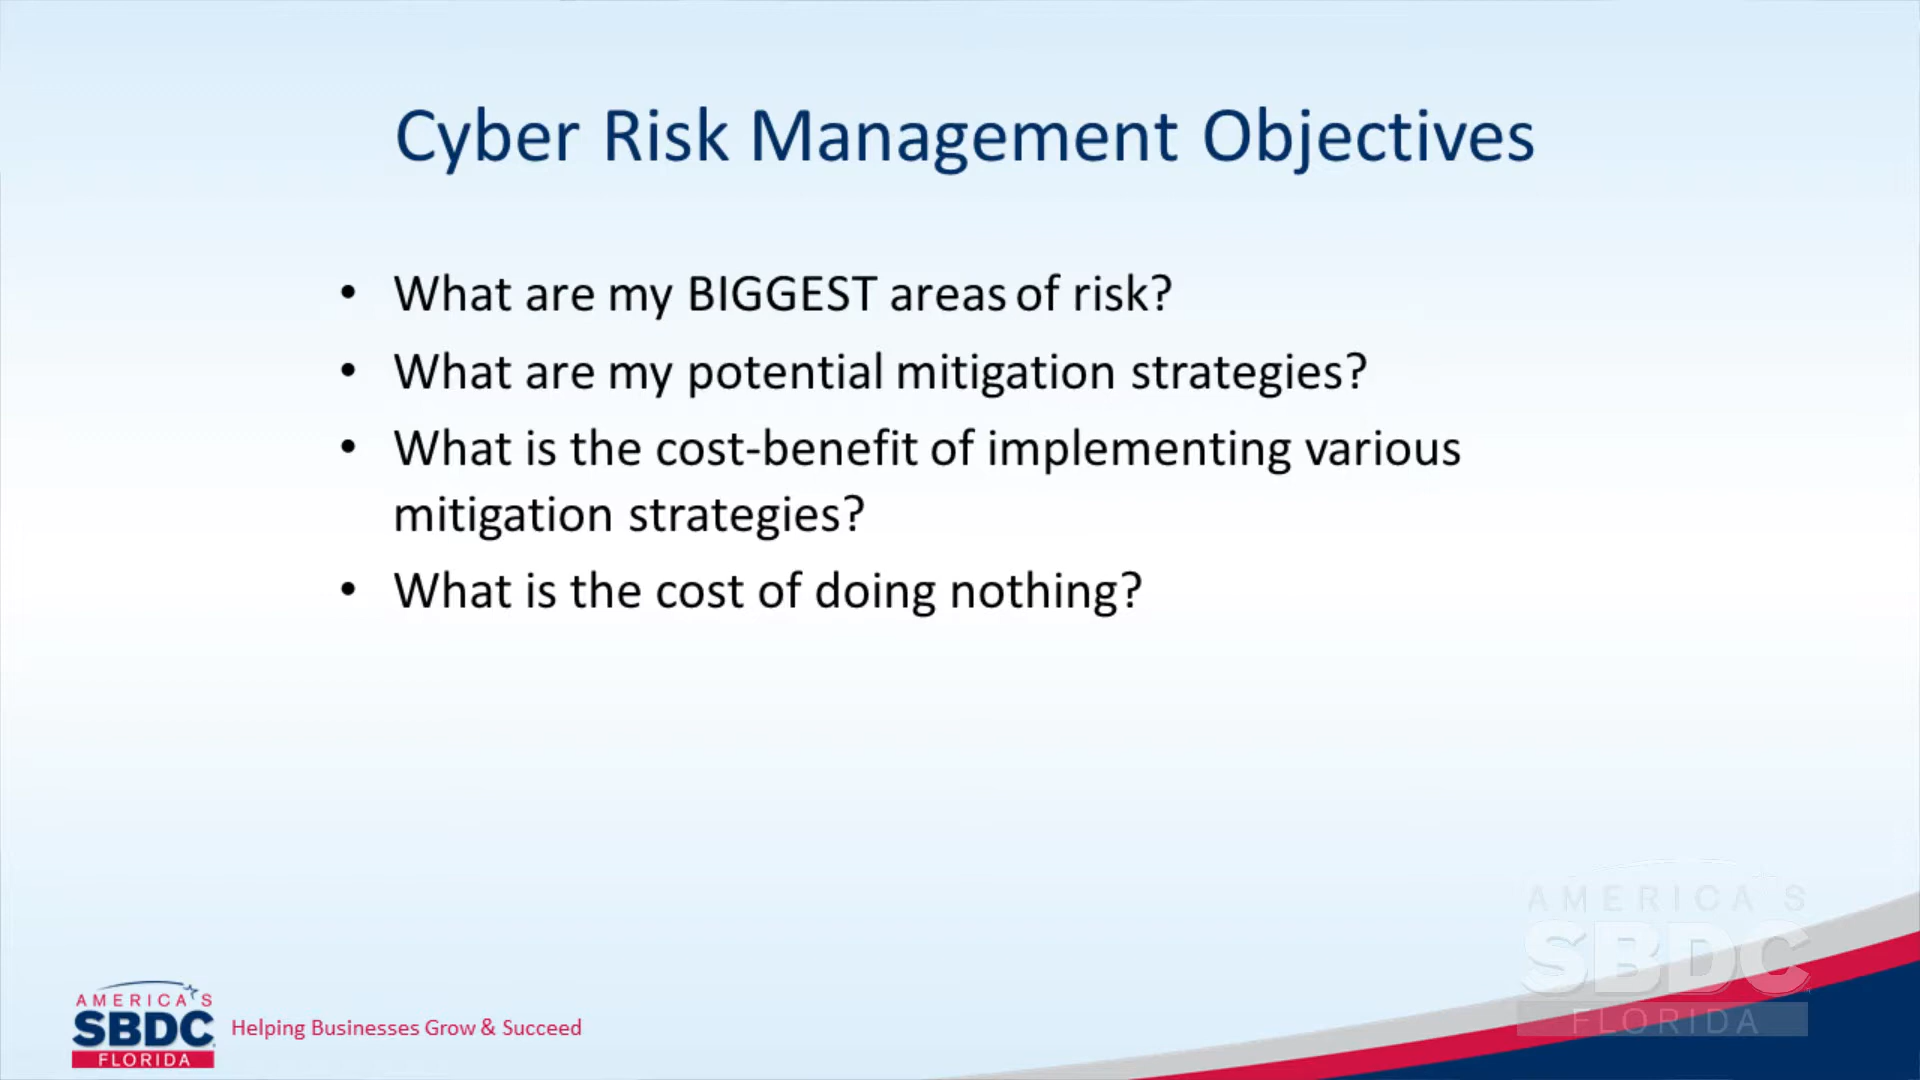 Cyber Risk Management Objectives
• What are my BIGGEST areas of risk?
• What are my potential mitigation strategies?
• What is the cost-benefit of implementing various
mitigation strategies?
• What is the cost of doing nothing?
AMERICA'S
SBDC
FLORIDA
Helping Businesses Grow & Succeed
AMERICA'S
SBDC
FLORIDA